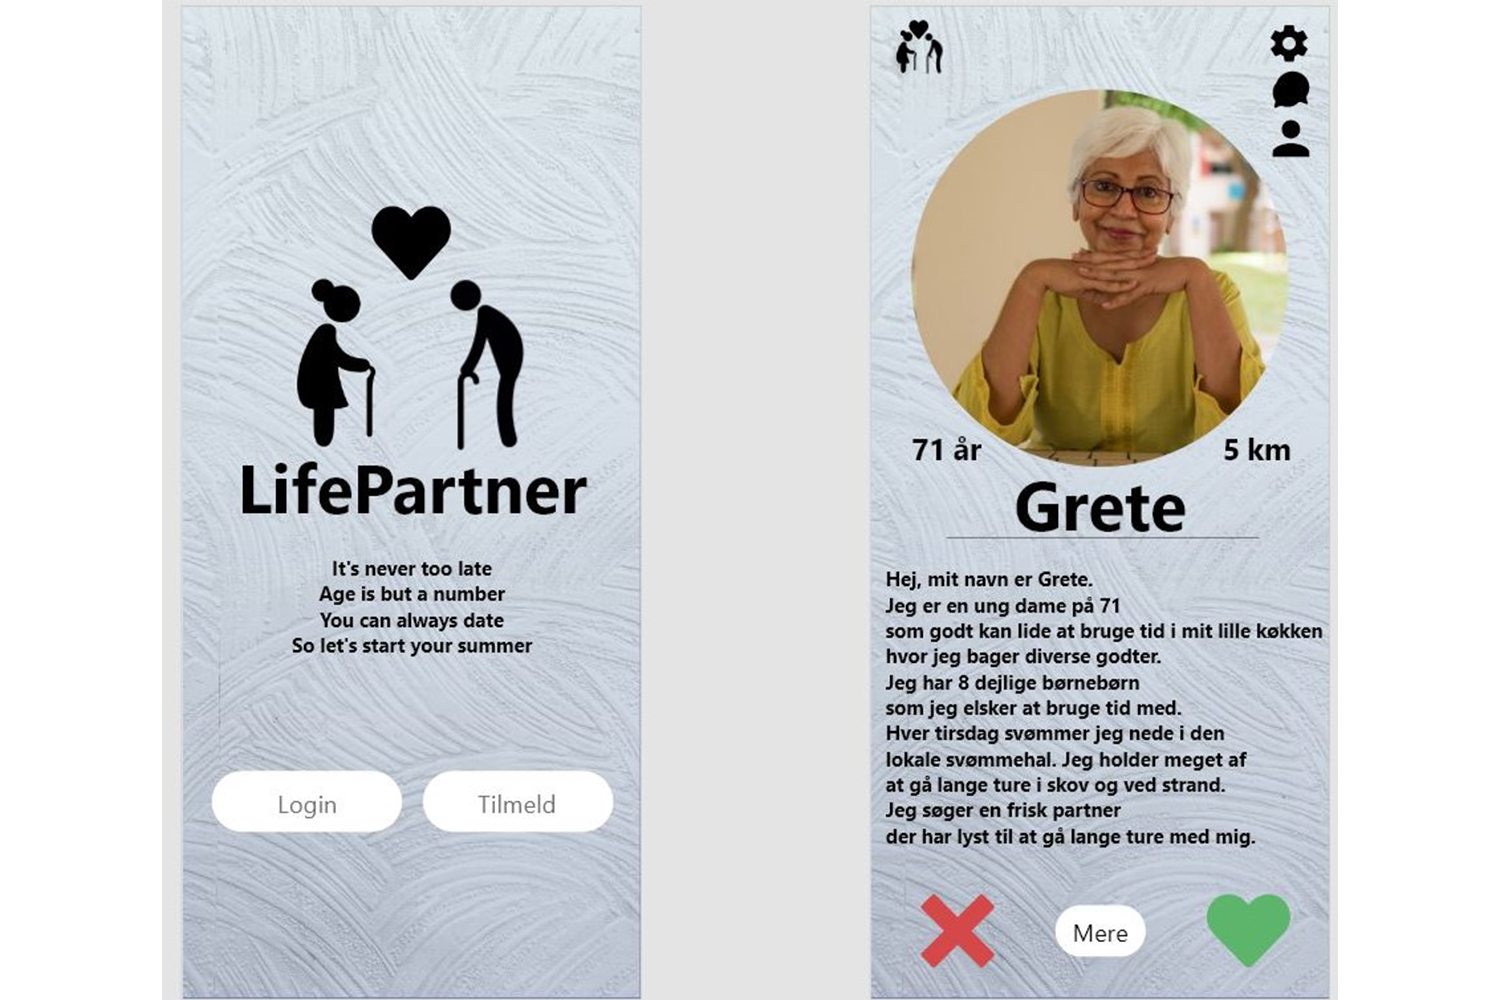 LifePartner
It's never too late
Age is but a number
You can always date
So let's start your summer
Login
Tilmeld
71 år
5 km
Grete
Hej, mit navn er Grete.
Jeg er en ung dame på 71
som godt kan lide at bruge tid i mit lille køkken
hvor jeg bager diverse godter.
Jeg har 8 dejlige børnebørn
som jeg elsker at bruge tid med.
Hver tirsdag svømmer jeg nede i den
lokale svømmehal. Jeg holder meget af
at gå lange ture i skov og ved strand.
Jeg søger en frisk partner
der har lyst til at gå lange ture med mig.
Mere